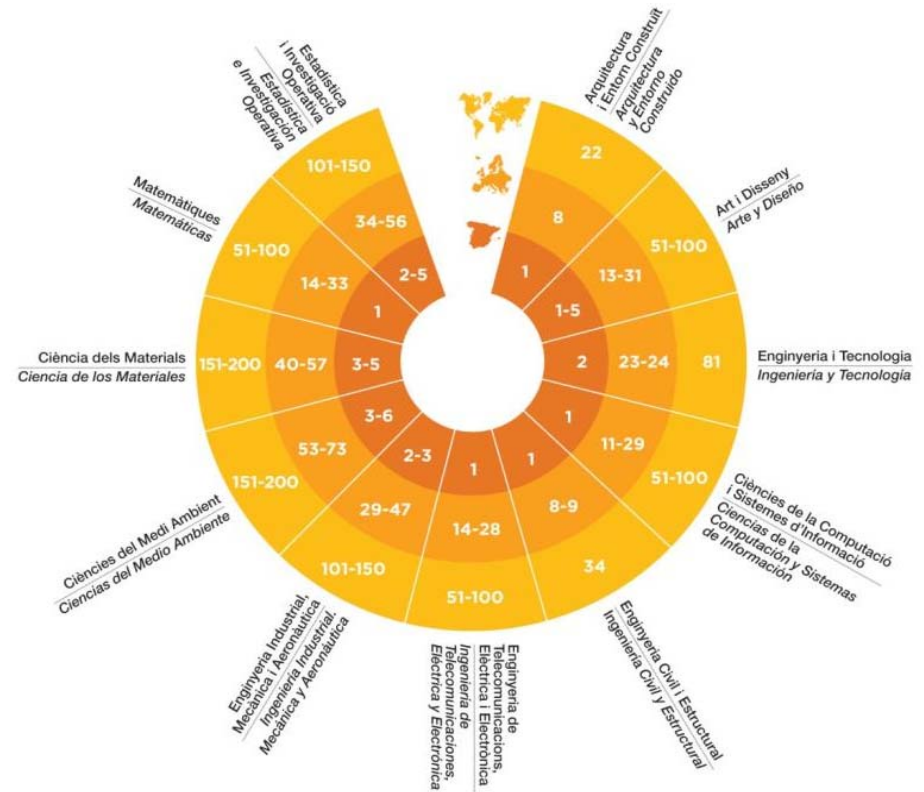 Arquitectura
i Entorn Construït
Arquitectura
y Entorno
Construido
22
8
1
Art i Disseny
Arte y Diseño
51-100
13-31
1-5
Enginyeria i Tecnologia
Ingeniería y Tecnología
81
23-24
2
Ciències de la Computació
i Sistemes d'Informació
Ciencias de la
Computación y Sistemas
de Información
51-100
11-29
1
Enginyeria Civil i Estructural
Ingeniería Civil y Estructural
34
8-9
1
Enginyeria de
Telecomunicacions,
Elèctrica i Electrònica
Ingeniería de
Telecomunicaciones,
Eléctrica y Electrónica
51-100
14-28
1
Enginyeria Industrial,
Mecànica i Aeronàutica
Ingeniería Industrial.
Mecánica y Aeronáutica
101-150
29-47
2-3
Ciències del Medi Ambient
Ciencias del Medio Ambiente
151-200
53-73
3-6
Ciència dels Materials
Ciencia de los Materiales
151-200
40-57
3-5
Matemàtiques
Matemáticas
51-100
14-33
1
Estadística
i Investigació
Operativa
Estadística
e Investigación
Operativa
101-150
34-56
2-5